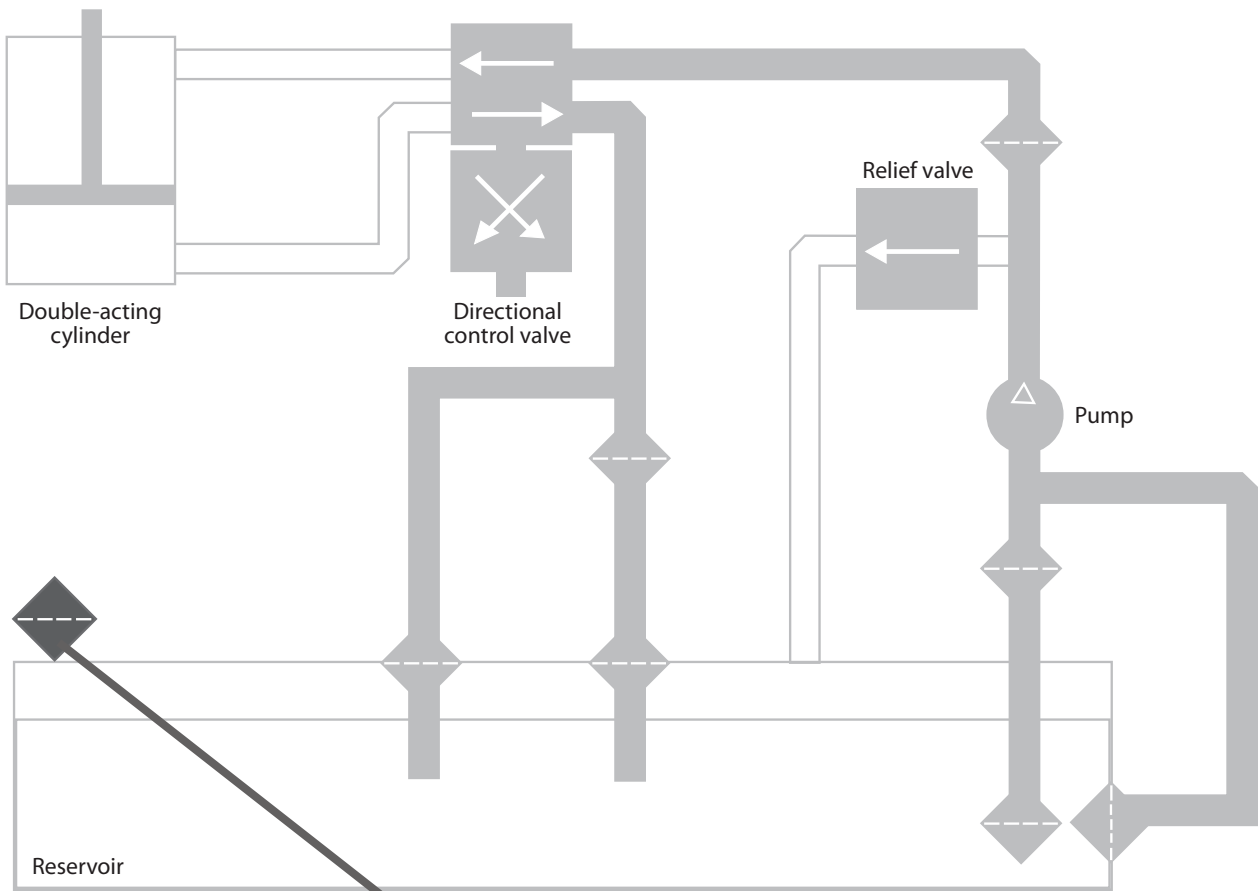 Relief valve
Double-acting
cylinder
Directional
control valve
Pump
Reservoir